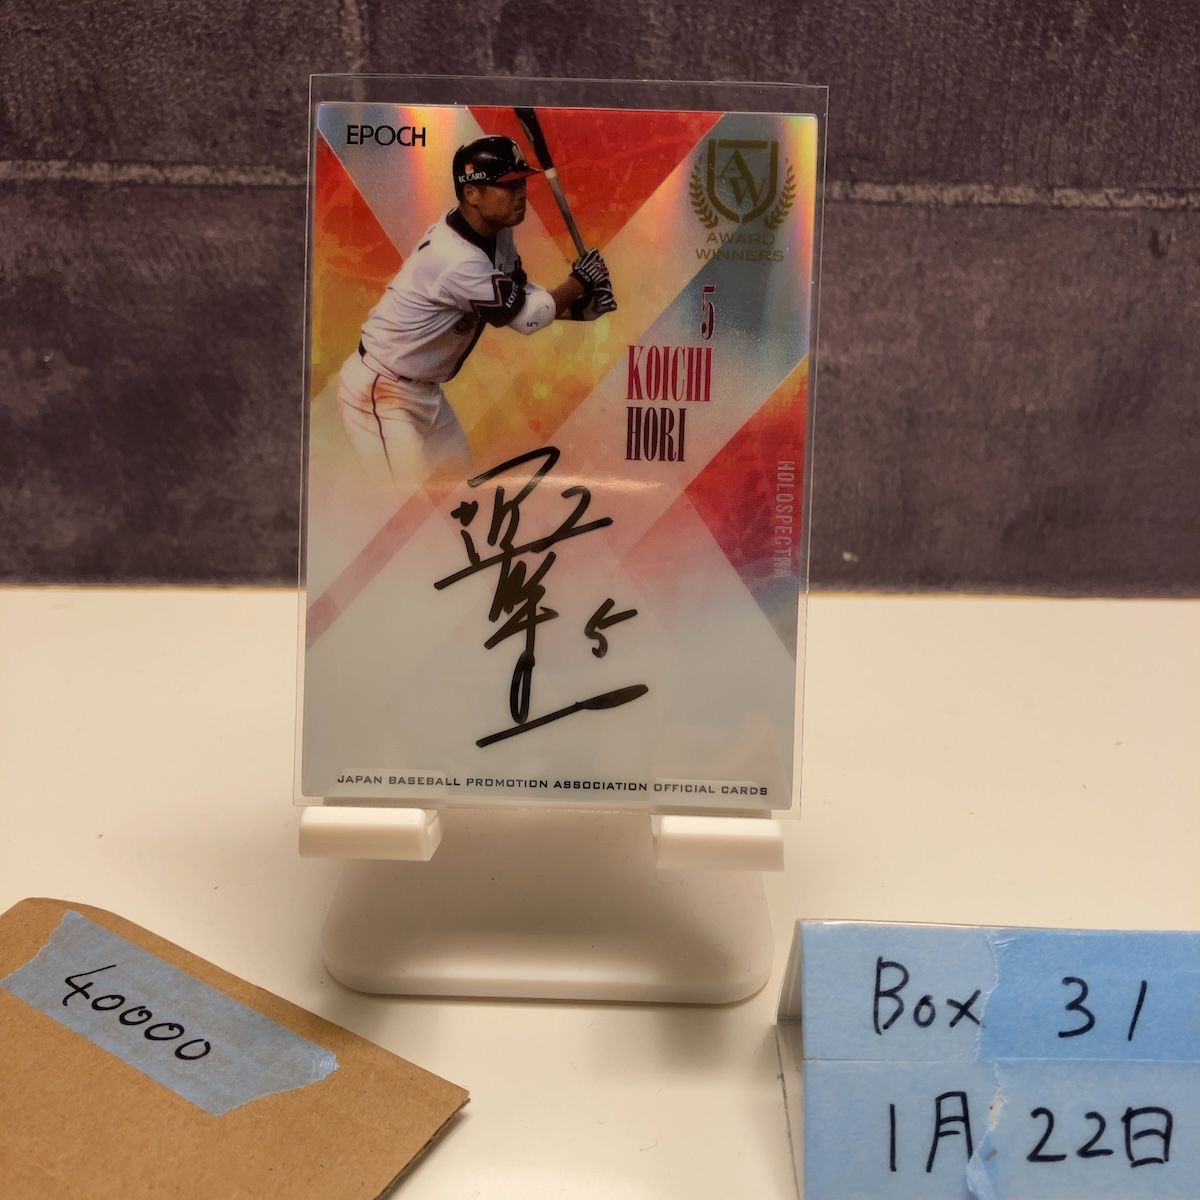 EPOCH
AW
AWARD
WINNERS
5
KOICHI
HORI
HOLOSPECTRA
5
JAPAN BASEBALL PROMOTION ASSOCIATION OFFICIAL CARDS
40000
Box 31
1月 22日